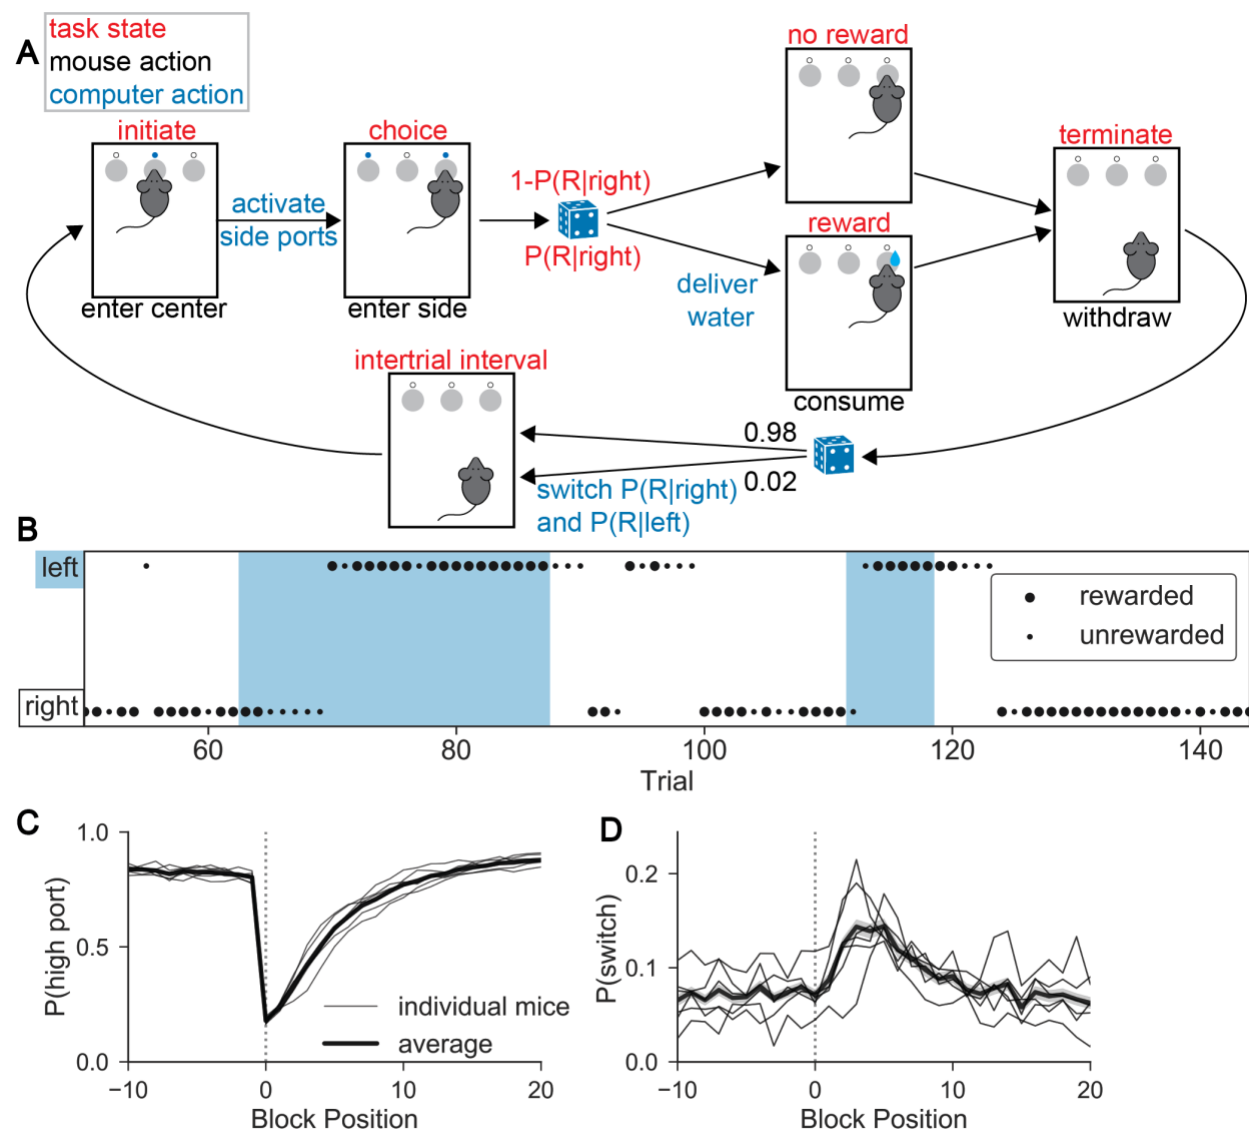 A
task state
mouse action
computer action
initiate
enter center
activate
side ports
choice
enter side
1-P(R|right)
P(R|right)
no reward
reward
deliver
water
consume
terminate
withdraw
intertrial interval
0.98
0.02
switch P(R|right)
and P(R|left)
B
left
right
rewarded
unrewarded
60
80
100
120
140
Trial
C
P(high port)
1.0
0.5
0.0
individual mice
average
−10
0
10
20
Block Position
D
P(switch)
0.2
0.1
0.0
−10
0
10
20
Block Position